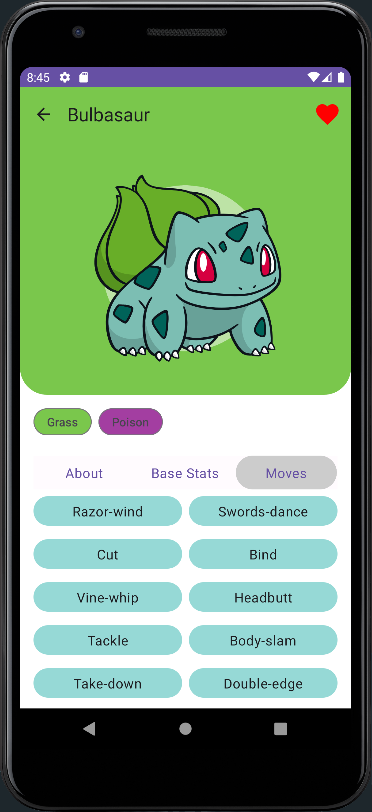 8:45
Bulbasaur
Grass Poison
About Base Stats Moves
Razor-wind Swords-dance
Cut Bind
Vine-whip Headbutt
Tackle Body-slam
Take-down Double-edge